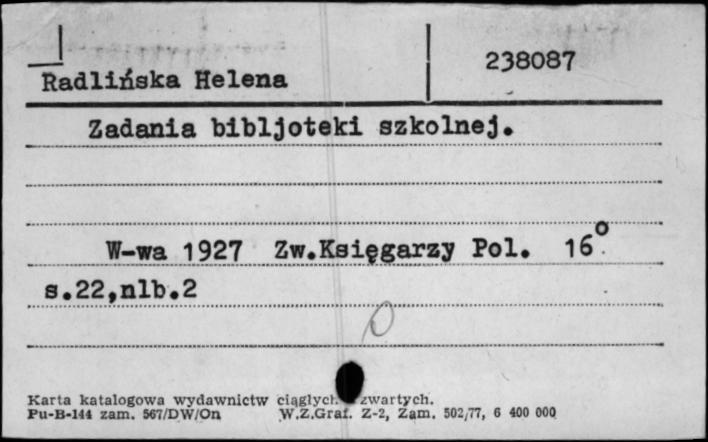 Radlińska Helena
238087
Zadania bibljoteki szkolnej.
W-wa 1927 Zw.Księgarzy Pol. 16°
s.22,nlb.2
0
Karta katalogowa wydawnictw ciągłych zwartych.
Pu-B-144 zam. 567/DW/On W.Z.Graf. Z-2, Zam. 502/77, 6 400 000